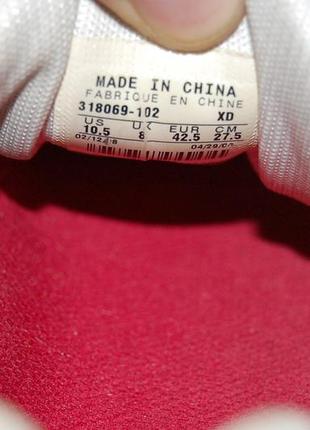 MADE IN CHINA
FABRIQUE EN CHINE
318069-102 XD
US UK EUR CM
10.5 8 42.5 27.5